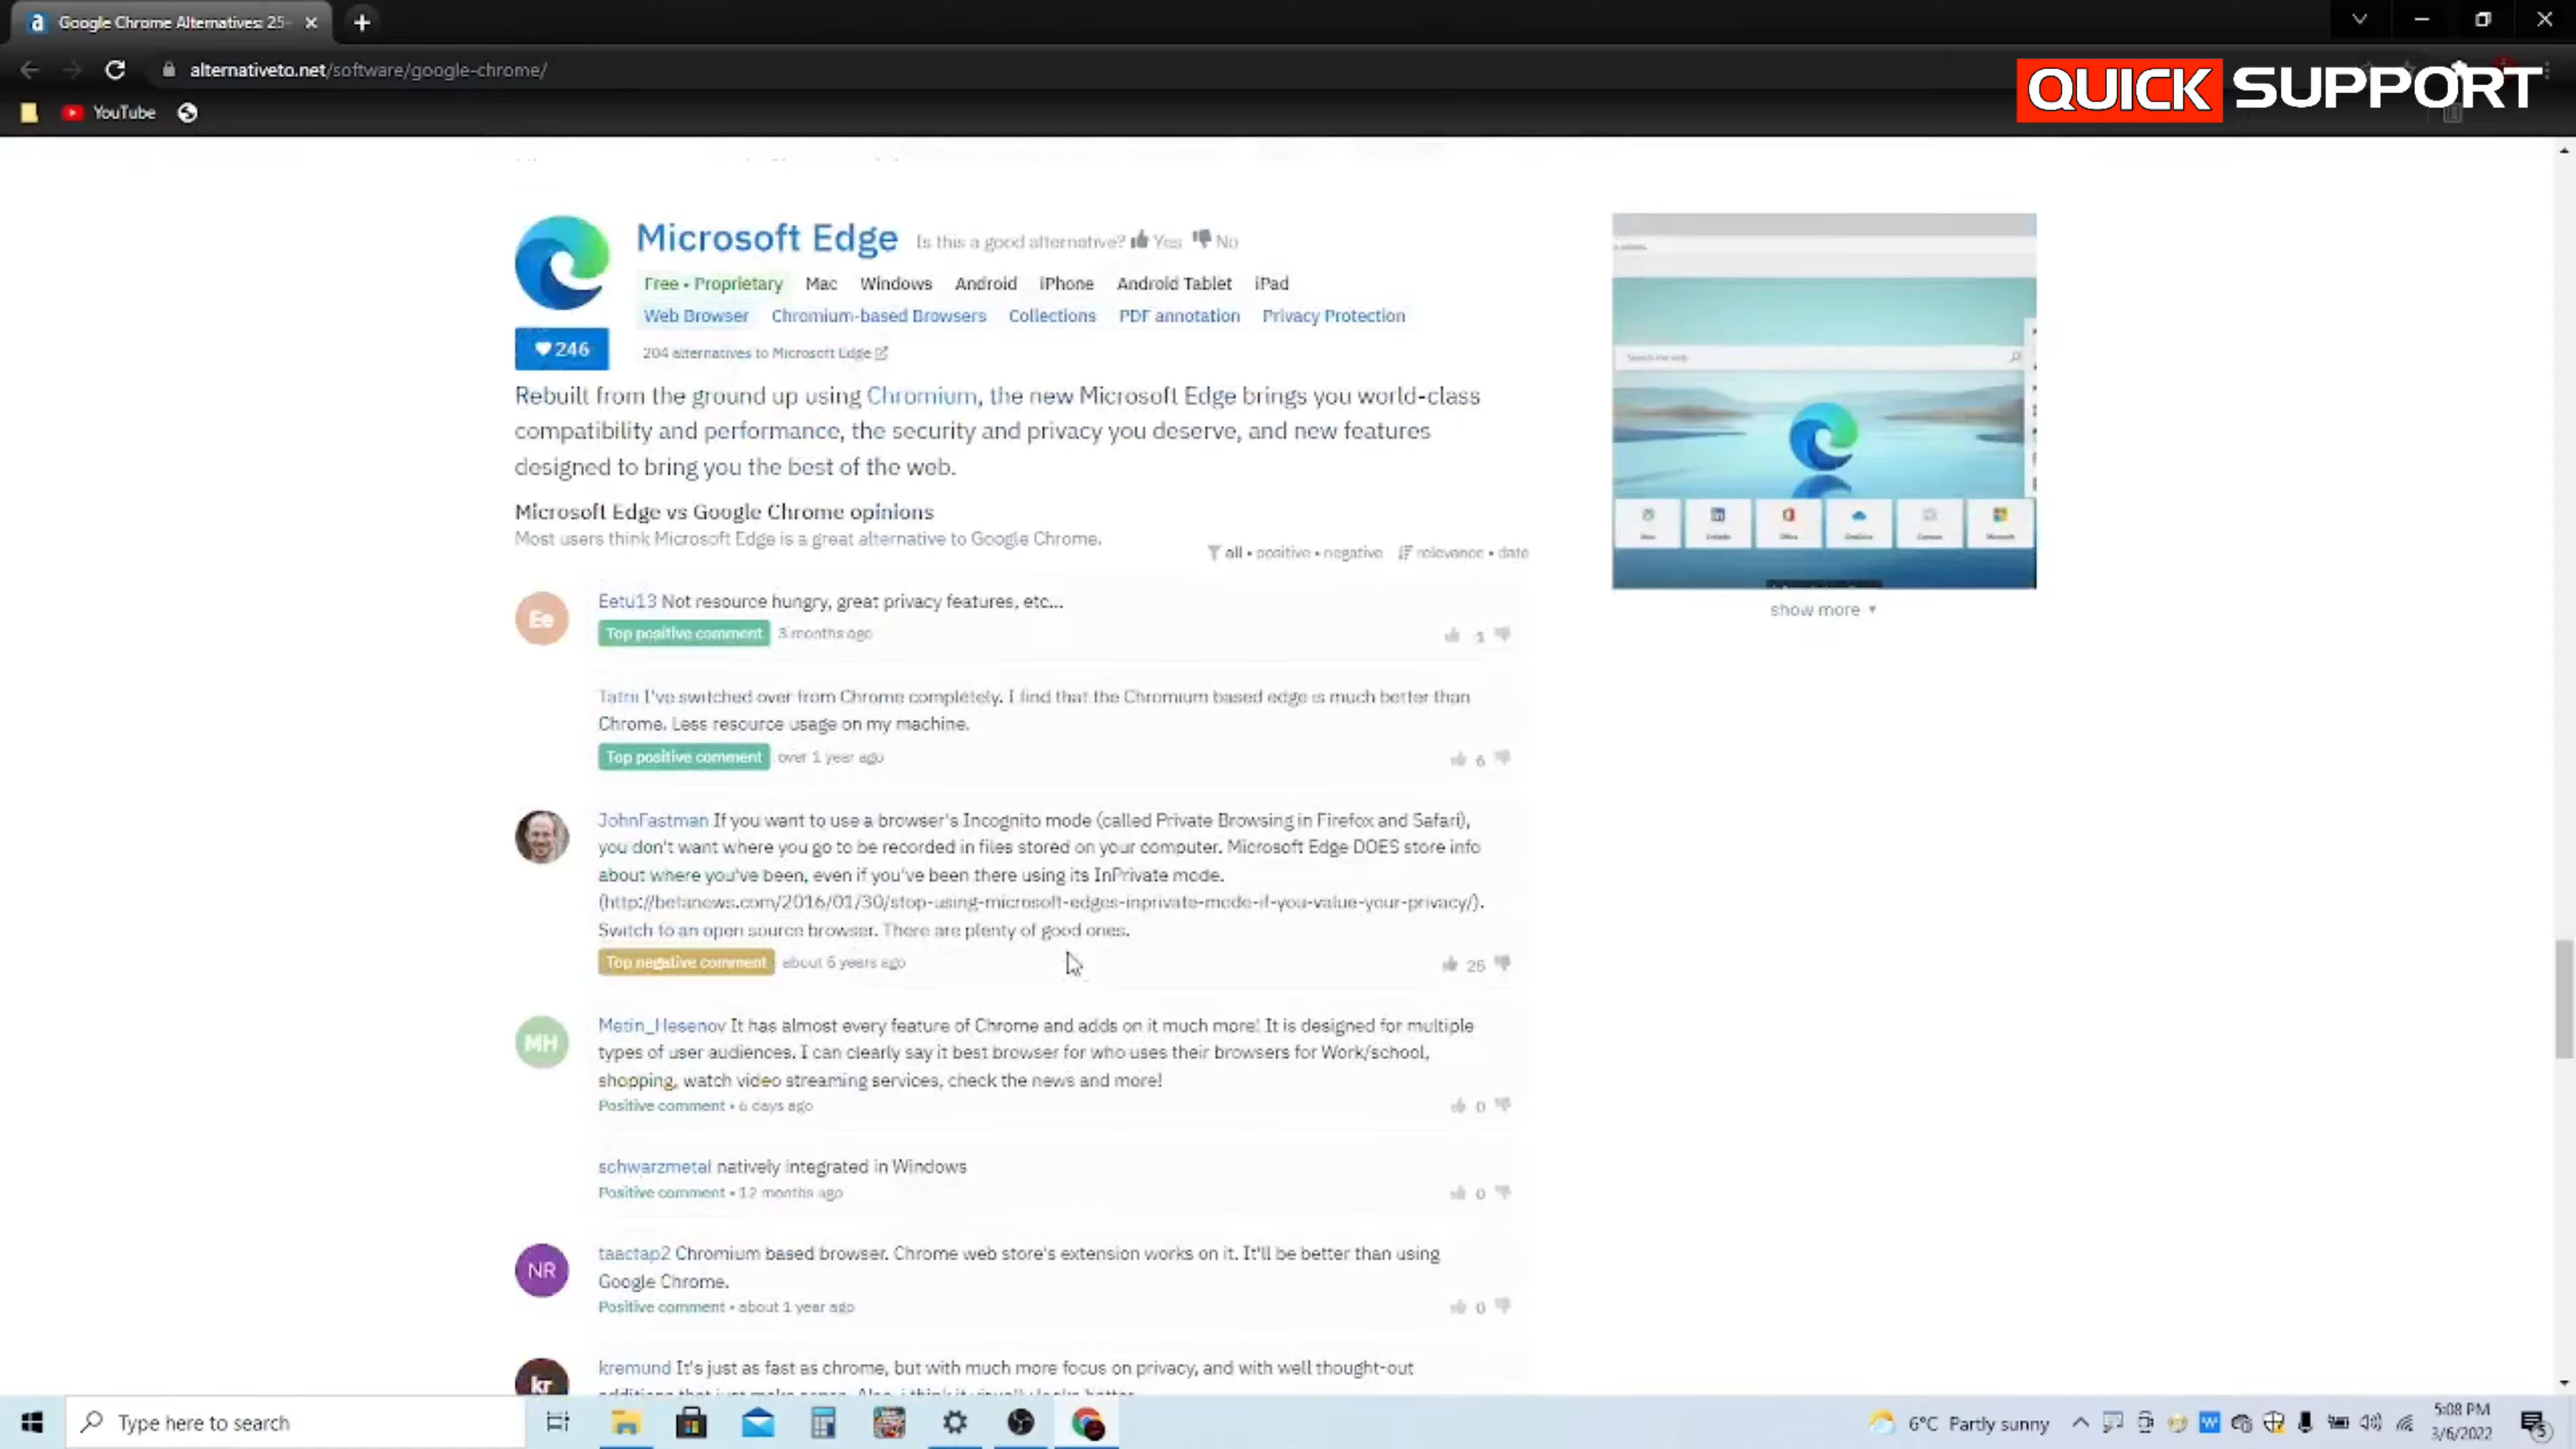 Google Chrome Alternatives: 25-
alternativeto.net/software/google-chrome/
QUICK SUPPORT
YouTube
Microsoft Edge Is this a good alternative? Yes No
Free • Proprietary Mac Windows Android iPhone Android Tablet iPad
Web Browser Chromium-based Browsers Collections PDF annotation Privacy Protection
246
204 alternatives to Microsoft Edge
Rebuilt from the ground up using Chromium, the new Microsoft Edge brings you world-class
compatibility and performance, the security and privacy you deserve, and new features
designed to bring you the best of the web.
Microsoft Edge vs Google Chrome opinions
Most users think Microsoft Edge is a great alternative to Google Chrome.
all • positive • negative relevance • date
show more
Ee
Eetu13 Not resource hungry, great privacy features, etc...
Top positive comment 3 months ago 1
I've switched over from Chrome completely. I find that the Chromium based edge is much better than
Chrome. Less resource usage on my machine.
Top positive comment over 1 year ago 6
JohnFastman If you want to use a browser's Incognito mode (called Private Browsing in Firefox and Safari),
you don't want where you go to be recorded in files stored on your computer. Microsoft Edge DOES store info
about where you've been, even if you've been there using its InPrivate mode.
(http://betanews.com/2016/01/30/stop-using-microsoft-edges-inprivate-mode-if-you-value-your-privacy/).
Switch to an open source browser. There are plenty of good ones.
Top negative comment about 6 years ago 25
MH
Metin_Hesenov It has almost every feature of Chrome and adds on it much more! It is designed for multiple
types of user audiences. I can clearly say it best browser for who uses their browsers for Work/school,
shopping, watch video streaming services, check the news and more!
Positive comment • 6 days ago 0
schwarzmetal natively integrated in Windows
Positive comment • 12 months ago 0
NR
taactap2 Chromium based browser. Chrome web store's extension works on it. It'll be better than using
Google Chrome.
Positive comment • about 1 year ago 0
kr
kremund It's just as fast as chrome, but with much more focus on privacy, and with well thought-out
Type here to search
6°C Partly sunny
5:08 PM
3/6/2022
5